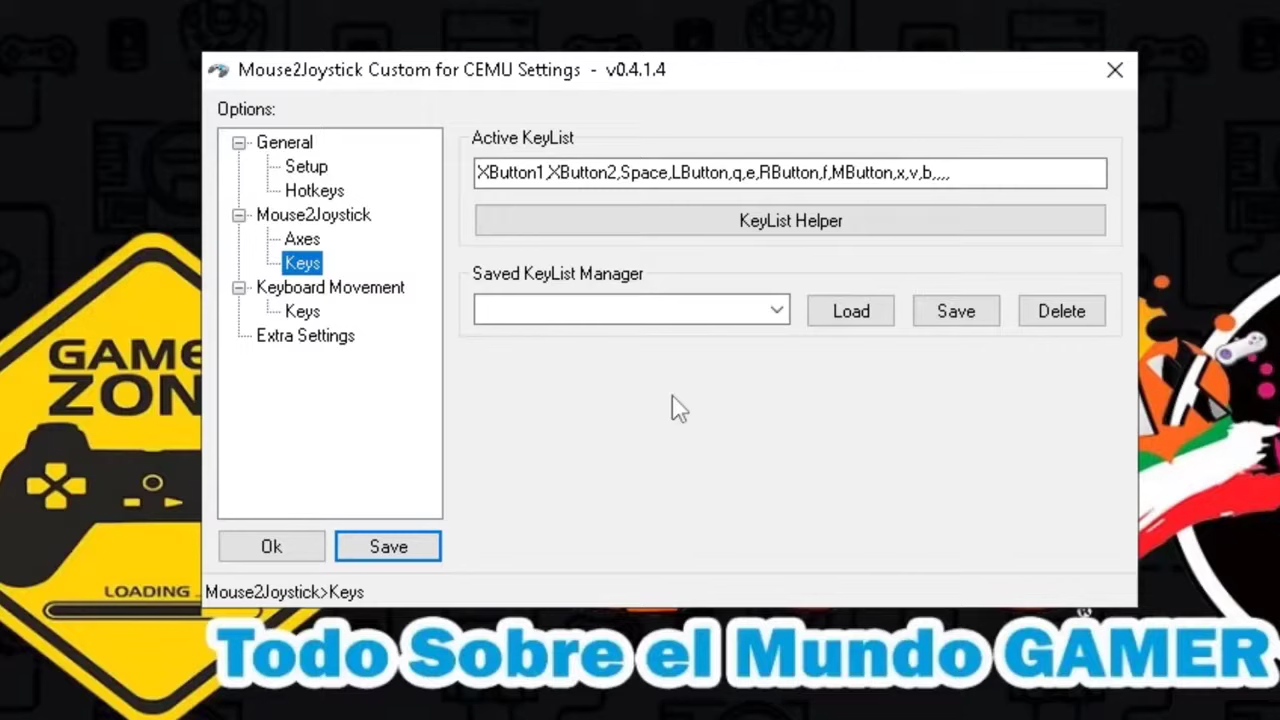 Mouse2Joystick Custom for CEMU Settings - v0.4.1.4
Options:
General
Setup
Hotkeys
Mouse2Joystick
Axes
Keys
Keyboard Movement
Keys
Extra Settings
Active KeyList
XButton1,XButton2,Space,LButton,q,e,RButton,f,MButton,x,v,b,,,,
KeyList Helper
Saved KeyList Manager
Load
Save
Delete
Ok
Save
Mouse2Joystick>Keys
GAME
ZON
LOADING
Todo Sobre el Mundo GAMER